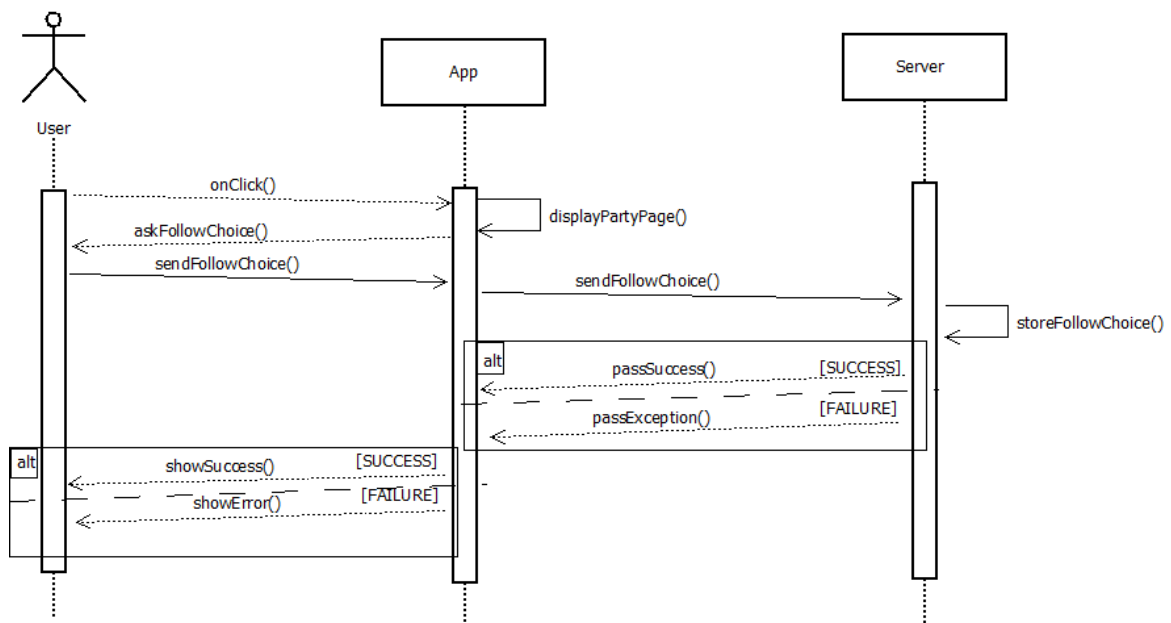 App
Server
User
onClick()
displayPartyPage()
askFollowChoice()
sendFollowChoice()
sendFollowChoice()
storeFollowChoice()
alt
passSuccess()
[SUCCESS]
passException()
[FAILURE]
alt
showSuccess()
[SUCCESS]
showError()
[FAILURE]